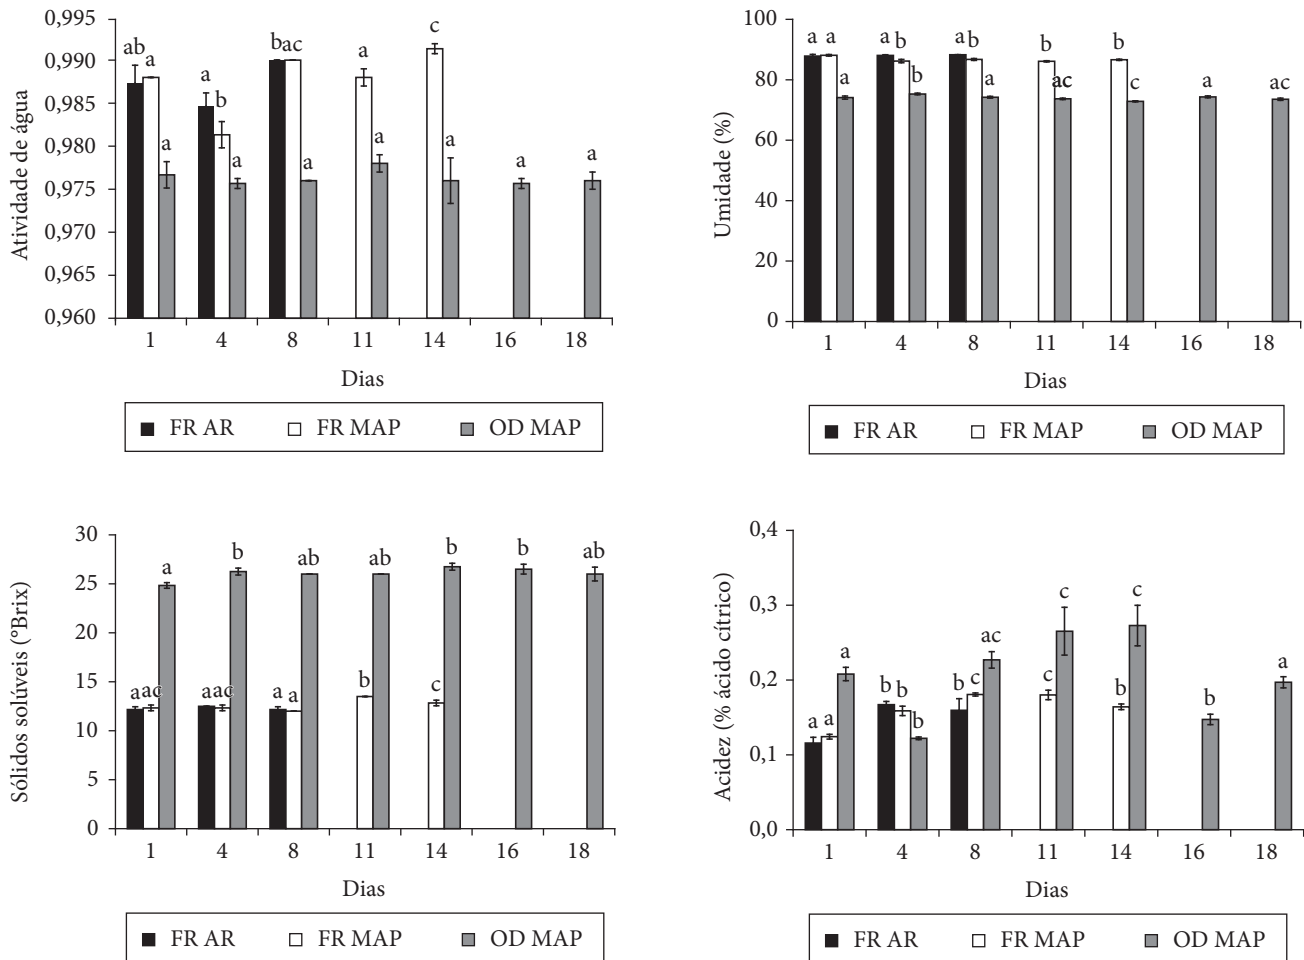 0,995
0,990
0,985
0,980
0,975
0,970
0,965
0,960
Atividade de água
ab a a
a b a
b ac a
a a
c a
a
a
1 4 8 11 14 16 18
Dias
FR AR FR MAP OD MAP
100
80
60
40
20
0
Umidade (%)
a a a
a b b
a b a
b ac
b c
a
ac
1 4 8 11 14 16 18
Dias
FR AR FR MAP OD MAP
30
25
20
15
10
5
0
Sólidos solúveis (°Brix)
a ac a
a ac b
a a ab
b ab
c b
b
ab
1 4 8 11 14 16 18
Dias
FR AR FR MAP OD MAP
0,4
0,3
0,2
0,1
0,0
Acidez (% ácido cítrico)
a a a
b b b
b c ac
c c
b c
b
a
1 4 8 11 14 16 18
Dias
FR AR FR MAP OD MAP